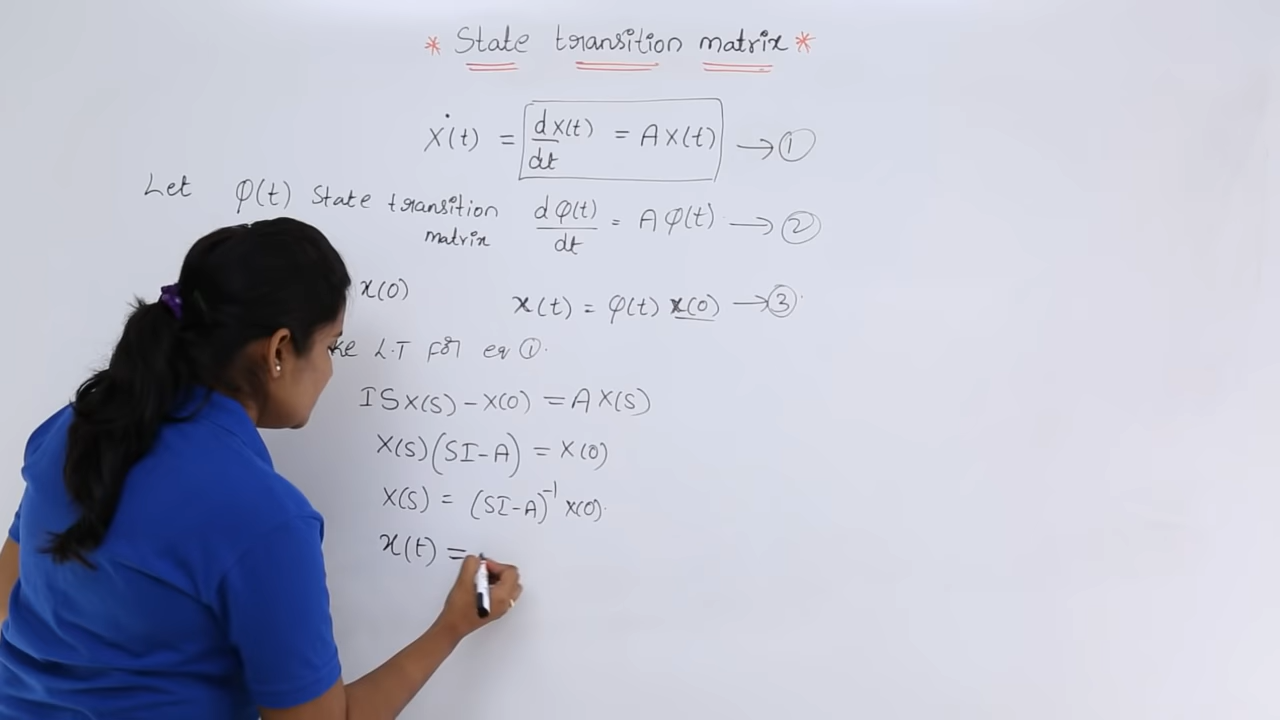 * State transition matrix *
Ẋ(t) = dx(t)/dt = Ax(t) → ①
Let φ(t) State transition matrix dφ(t)/dt = Aφ(t) → ②
x(0) x(t) = φ(t) x(0) → ③
ke L.T for eq ①.
ISX(S) - X(0) = AX(S)
X(S)(SI-A) = X(0)
X(S) = (SI-A)⁻¹ X(0).
x(t) =